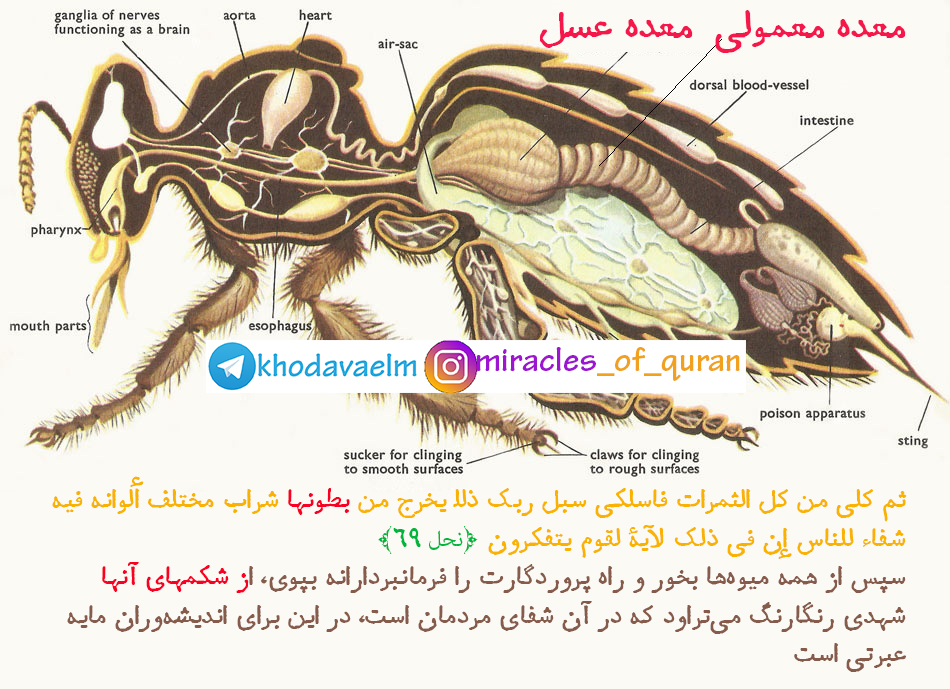 ganglia of nerves
functioning as a brain
aorta
heart
معده معمولی
معده عسل
air-sac
dorsal blood-vessel
intestine
pharynx
mouth parts
esophagus
khodavaelm
miracles_of_quran
poison apparatus
sting
sucker for clinging
to smooth surfaces
claws for clinging
to rough surfaces
ثم کلی من کل الثمرات فاسلکی سبل ربک ذللا یخرج من بطونها شراب مختلف ألوانه فیه
شفاء للناس إن فی ذلک لآیة لقوم یتفکرون ﴿نحل ۶۹﴾
سپس از همه میوه‌ها بخور و راه پروردگارت را فرمانبردارانه بپوی، از شکمهای آنها
شهدی رنگارنگ می‌تراود که در آن شفای مردمان است، در این برای اندیشه‌وران مایه
عبرتی است